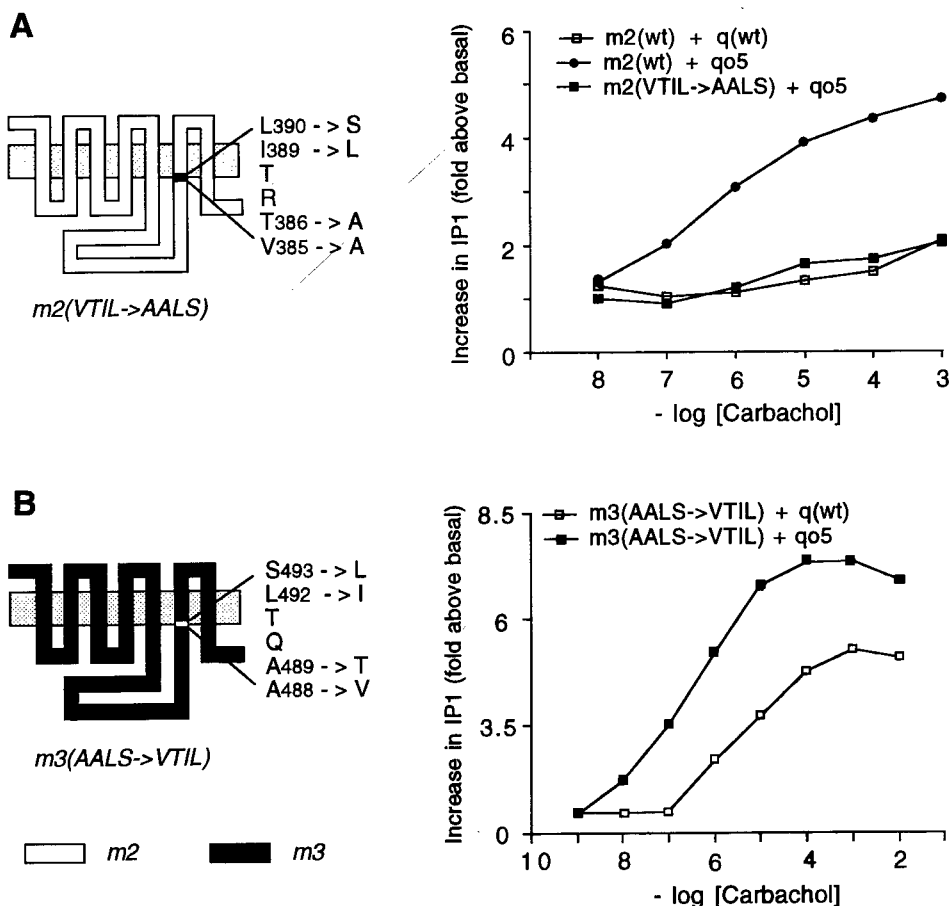 A
L390 -> S
I389 -> L
T
R
T386 -> A
V385 -> A
m2(VTIL->AALS)
Increase in IP1 (fold above basal)
6
4
2
0
m2(wt) + q(wt)
m2(wt) + qo5
m2(VTIL->AALS) + qo5
8 7 6 5 4 3
- log [Carbachol]
B
S493 -> L
L492 -> I
T
Q
A489 -> T
A488 -> V
m3(AALS->VTIL)
m2
m3
Increase in IP1 (fold above basal)
8.5
6
3.5
0
m3(AALS->VTIL) + q(wt)
m3(AALS->VTIL) + qo5
10 8 6 4 2
- log [Carbachol]